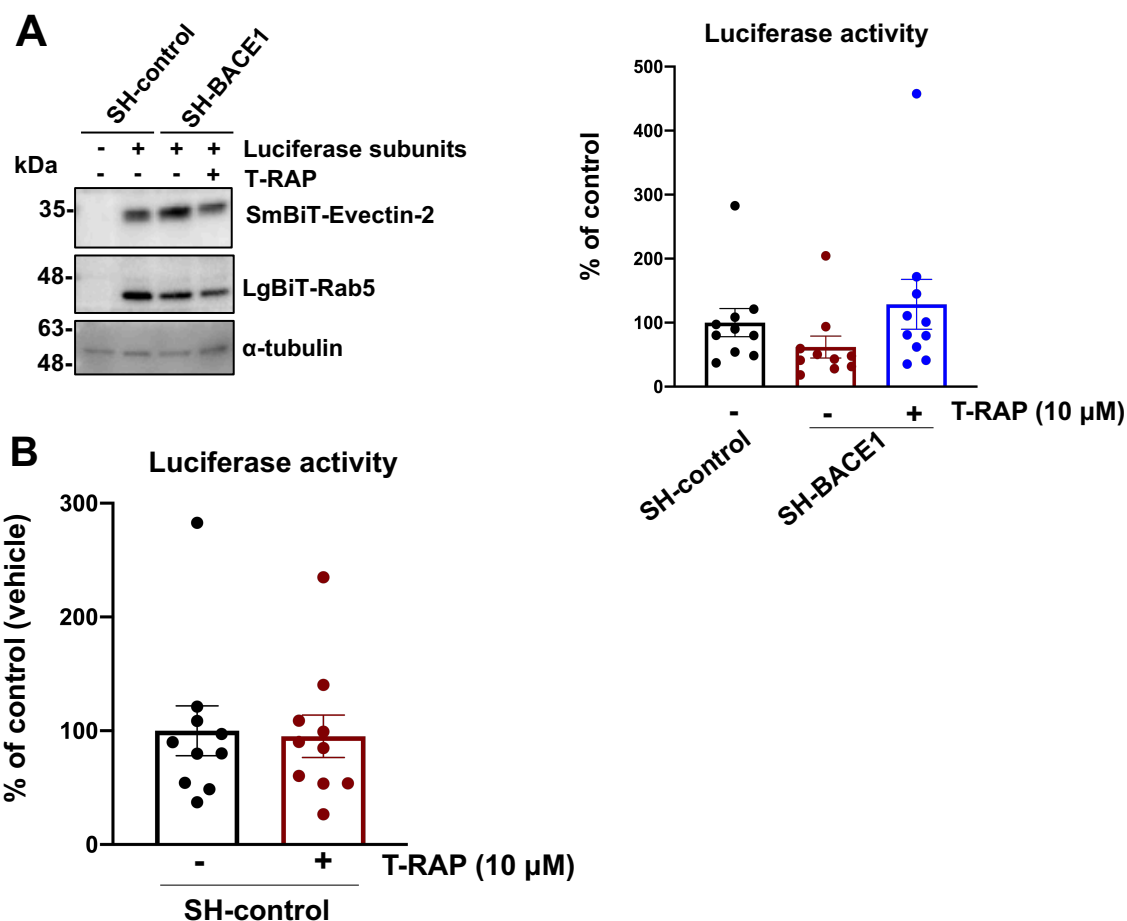 A
SH-control
SH-BACE1
- + + + Luciferase subunits
kDa
- - - + T-RAP
35- SmBiT-Evectin-2
48- LgBiT-Rab5
63- α-tubulin
48-
Luciferase activity
% of control
500
400
300
200
100
0
- - + T-RAP (10 µM)
SH-control
SH-BACE1
B
Luciferase activity
% of control (vehicle)
300
200
100
0
- + T-RAP (10 µM)
SH-control